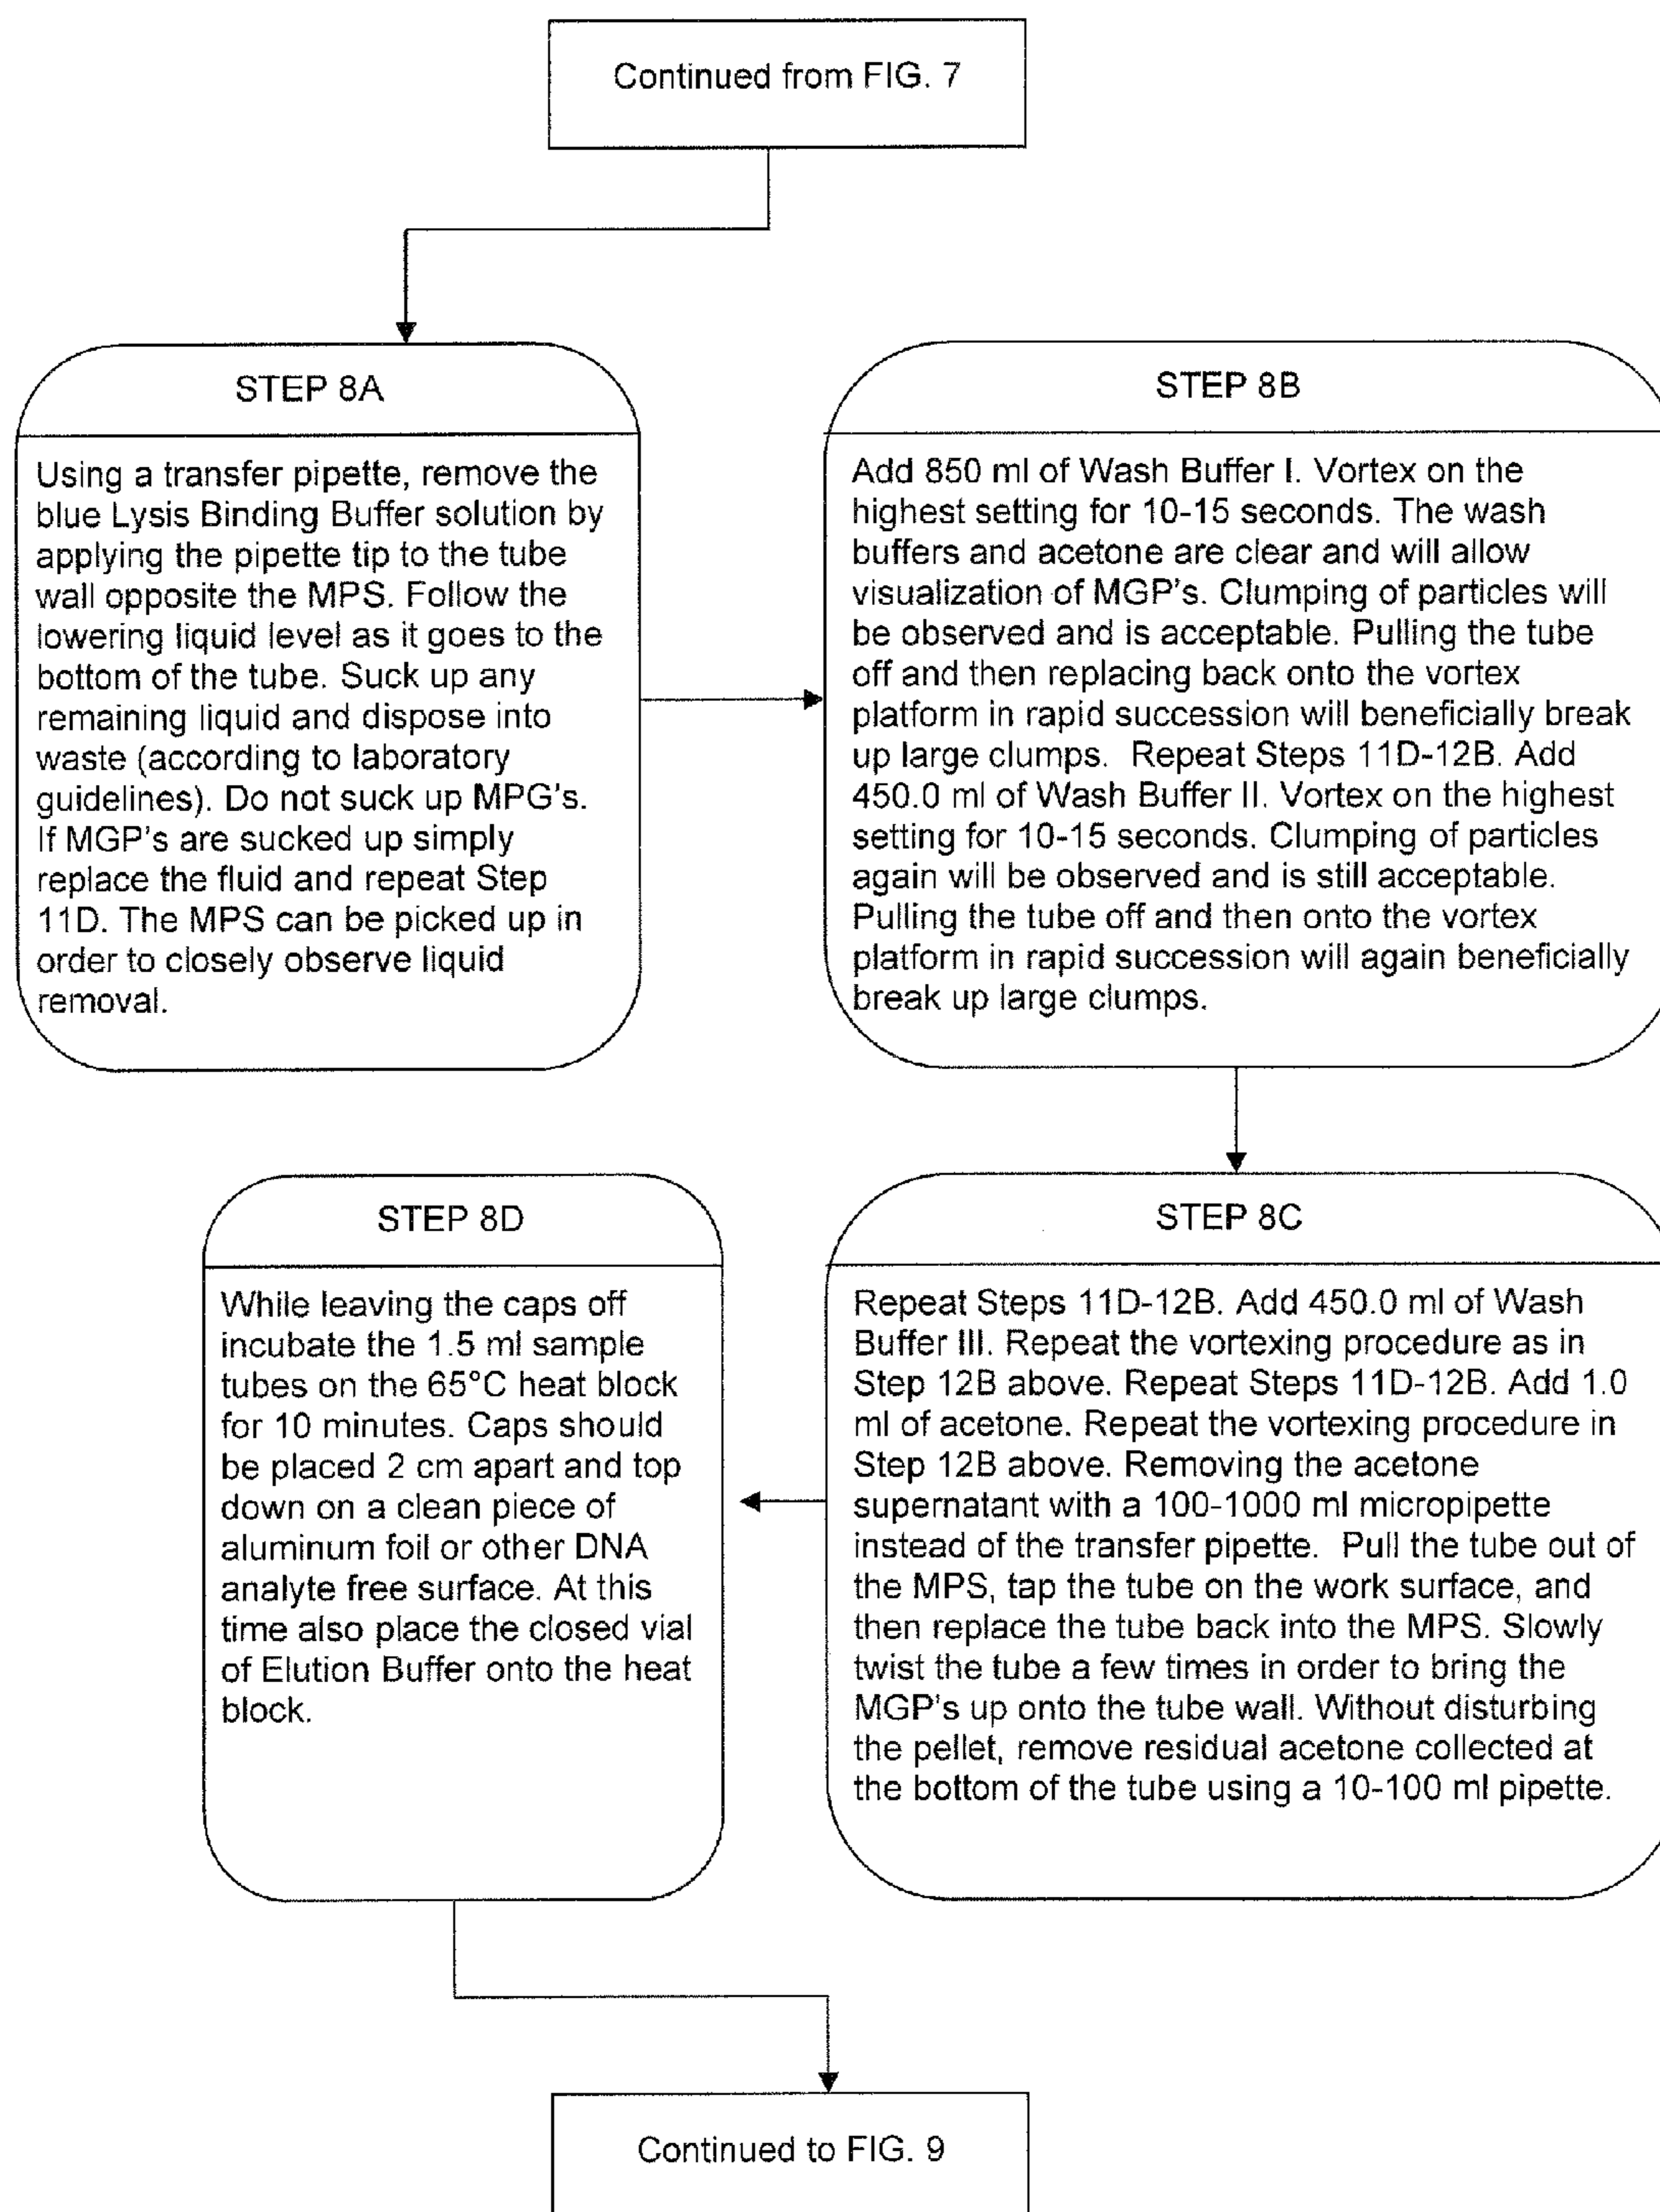 Continued from FIG. 7
STEP 8A
Using a transfer pipette, remove the
blue Lysis Binding Buffer solution by
applying the pipette tip to the tube
wall opposite the MPS. Follow the
lowering liquid level as it goes to the
bottom of the tube. Suck up any
remaining liquid and dispose into
waste (according to laboratory
guidelines). Do not suck up MPG's.
If MGP's are sucked up simply
replace the fluid and repeat Step
11D. The MPS can be picked up in
order to closely observe liquid
removal.
STEP 8B
Add 850 ml of Wash Buffer I. Vortex on the
highest setting for 10-15 seconds. The wash
buffers and acetone are clear and will allow
visualization of MGP's. Clumping of particles will
be observed and is acceptable. Pulling the tube
off and then replacing back onto the vortex
platform in rapid succession will beneficially break
up large clumps. Repeat Steps 11D-12B. Add
450.0 ml of Wash Buffer II. Vortex on the highest
setting for 10-15 seconds. Clumping of particles
again will be observed and is still acceptable.
Pulling the tube off and then onto the vortex
platform in rapid succession will again beneficially
break up large clumps.
STEP 8C
Repeat Steps 11D-12B. Add 450.0 ml of Wash
Buffer III. Repeat the vortexing procedure as in
Step 12B above. Repeat Steps 11D-12B. Add 1.0
ml of acetone. Repeat the vortexing procedure in
Step 12B above. Removing the acetone
supernatant with a 100-1000 ml micropipette
instead of the transfer pipette. Pull the tube out of
the MPS, tap the tube on the work surface, and
then replace the tube back into the MPS. Slowly
twist the tube a few times in order to bring the
MGP's up onto the tube wall. Without disturbing
the pellet, remove residual acetone collected at
the bottom of the tube using a 10-100 ml pipette.
STEP 8D
While leaving the caps off
incubate the 1.5 ml sample
tubes on the 65°C heat block
for 10 minutes. Caps should
be placed 2 cm apart and top
down on a clean piece of
aluminum foil or other DNA
analyte free surface. At this
time also place the closed vial
of Elution Buffer onto the heat
block.
Continued to FIG. 9